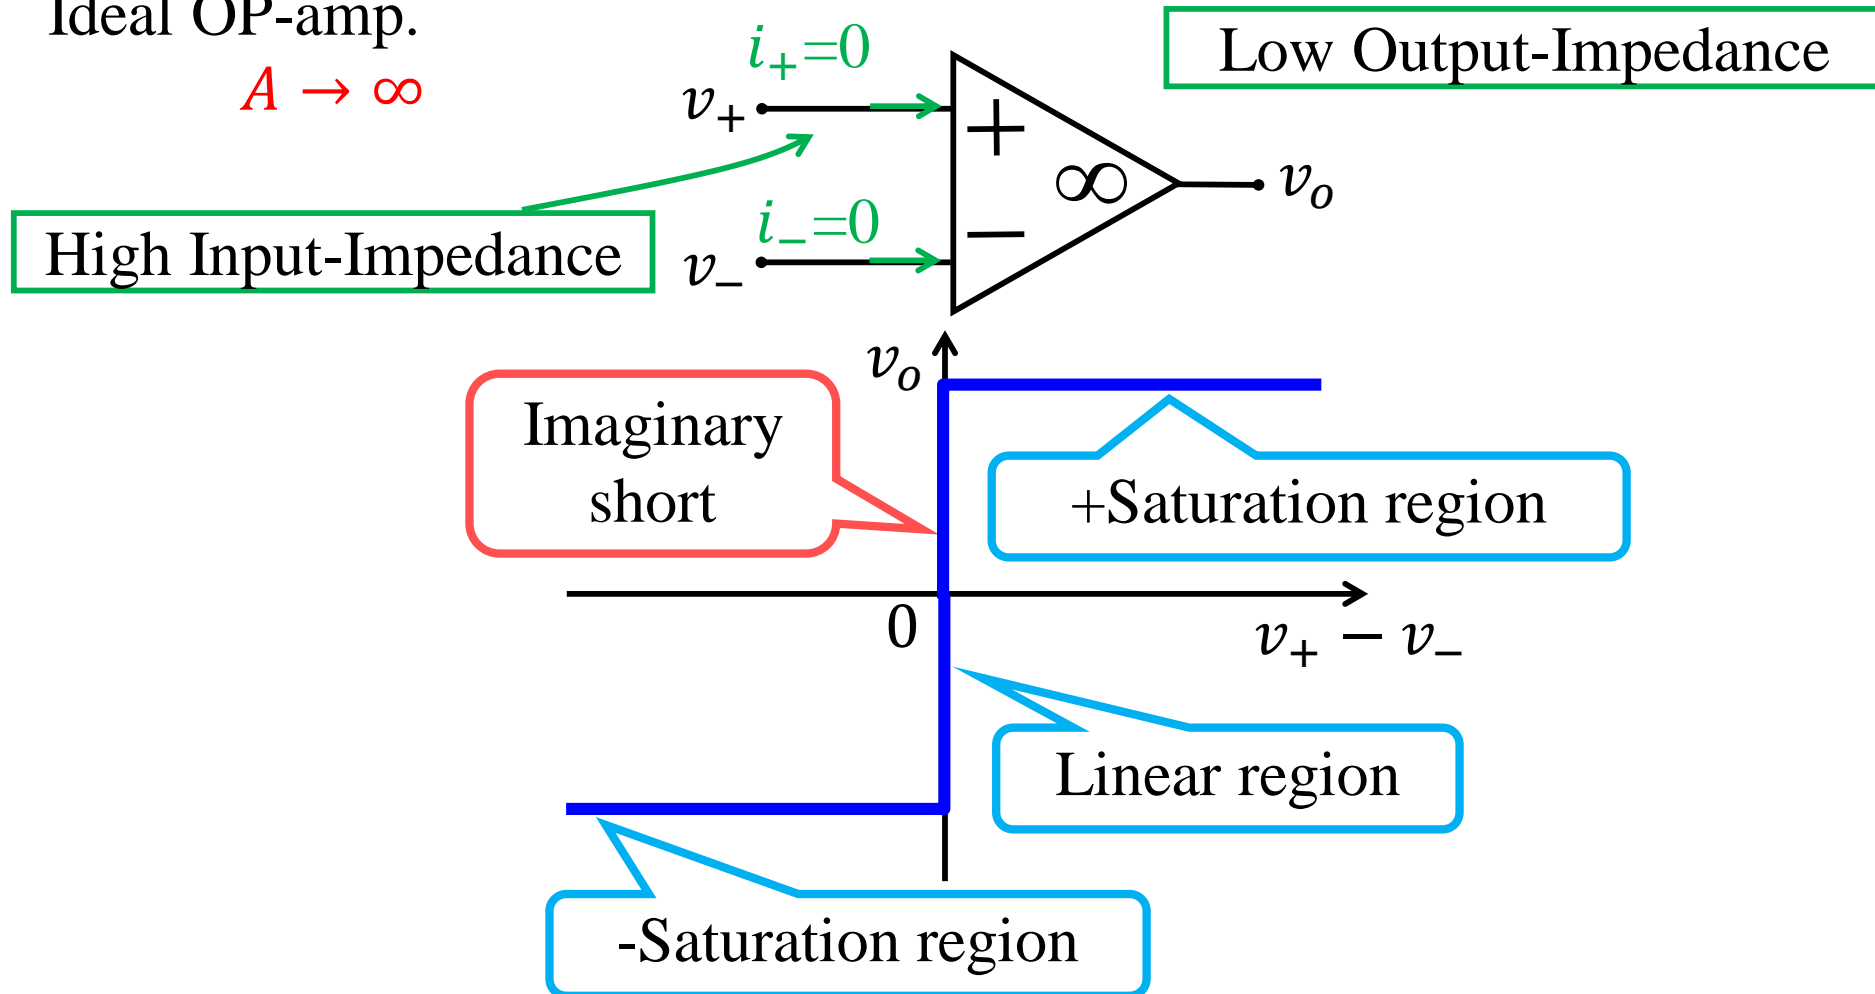 Ideal OP-amp.
A → ∞
i₊=0
Low Output-Impedance
v₊
+
∞
vₒ
High Input-Impedance
i₋=0
−
v₋
vₒ
Imaginary
short
+Saturation region
0
v₊ − v₋
Linear region
-Saturation region